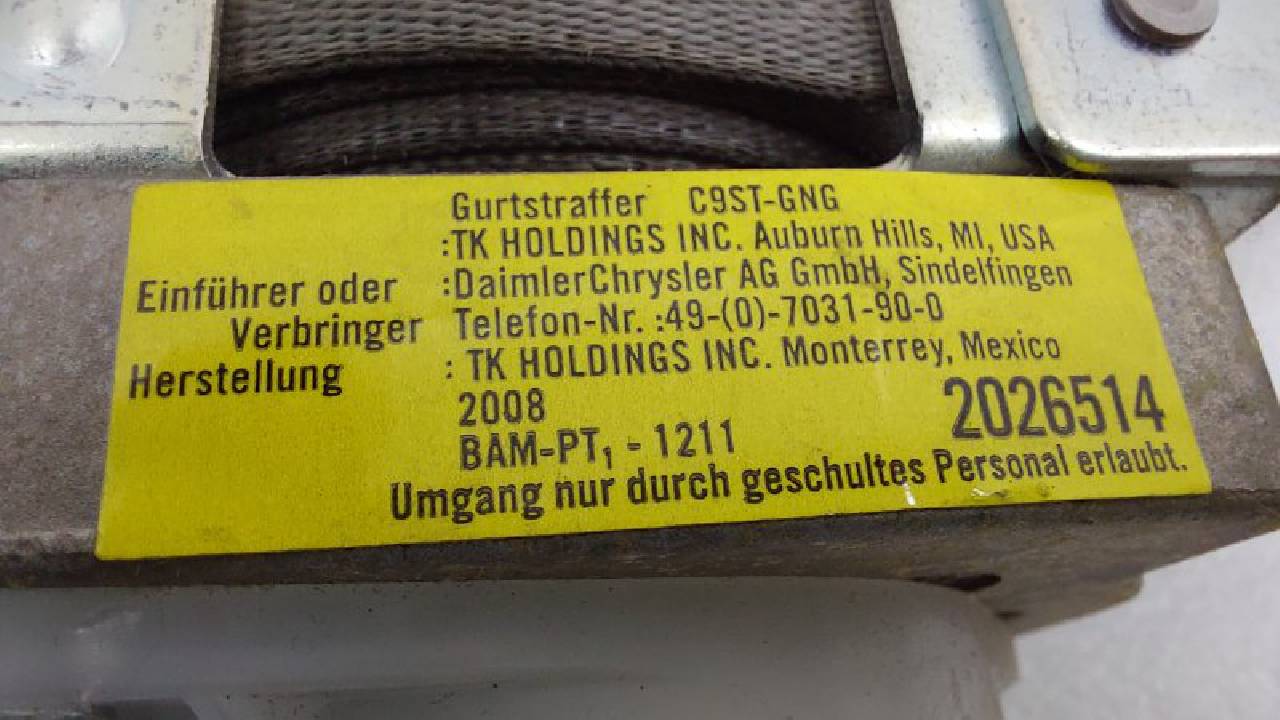 Gurtstraffer C9ST-GNG
:TK HOLDINGS INC. Auburn Hills, MI, USA
Einführer oder :DaimlerChrysler AG GmbH, Sindelfingen
Verbringer Telefon-Nr. :49-(0)-7031-90-0
Herstellung : TK HOLDINGS INC. Monterrey, Mexico
2008
2026514
BAM-PT₁ - 1211
Umgang nur durch geschultes Personal erlaubt.